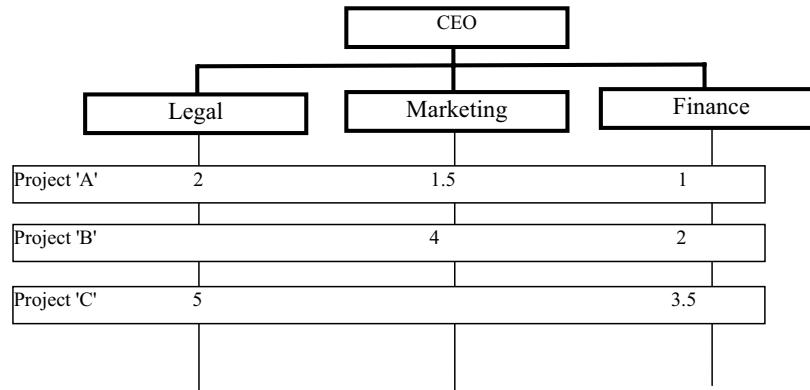 CEO
Legal Marketing Finance
Project 'A' 2 1.5 1
Project 'B' 4 2
Project 'C' 5 3.5